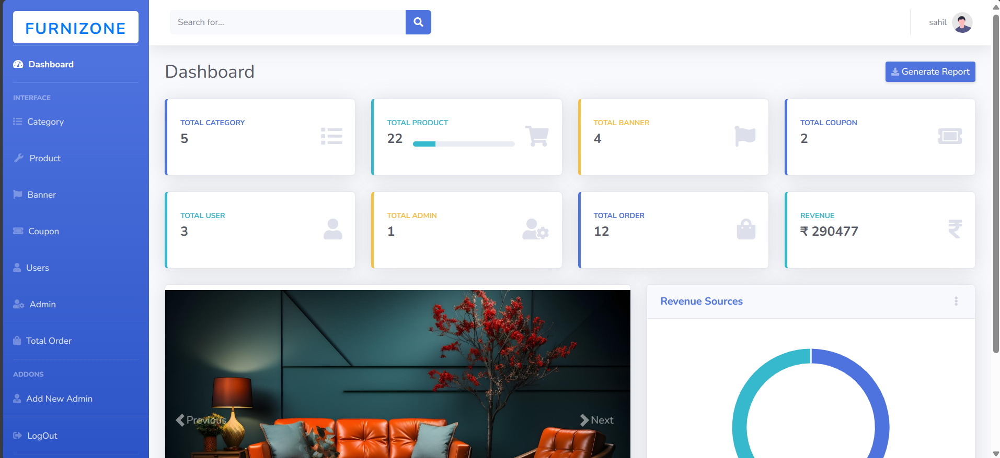 FURNIZONE
Dashboard
INTERFACE
Category
Product
Banner
Coupon
Users
Admin
Total Order
ADDONS
Add New Admin
LogOut
Search for...
sahil
Dashboard
Generate Report
TOTAL CATEGORY
5
TOTAL PRODUCT
22
TOTAL BANNER
4
TOTAL COUPON
2
TOTAL USER
3
TOTAL ADMIN
1
TOTAL ORDER
12
REVENUE
₹ 290477
Previous
Next
Revenue Sources